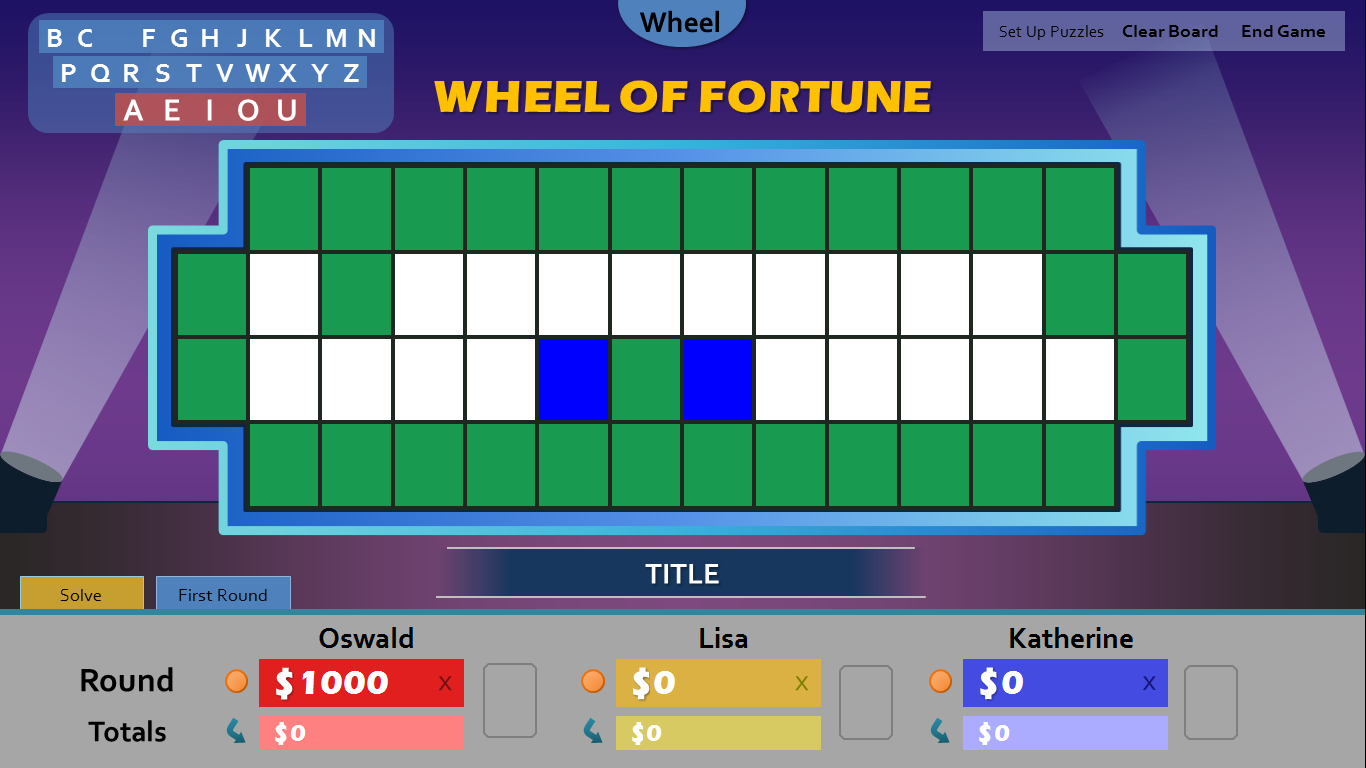 Wheel
Set Up Puzzles Clear Board End Game
B C F G H J K L M N
P Q R S T V W X Y Z
A E I O U
WHEEL OF FORTUNE
TITLE
Solve First Round
Oswald Lisa Katherine
Round $1000 X $0 X $0 X
Totals $0 $0 $0